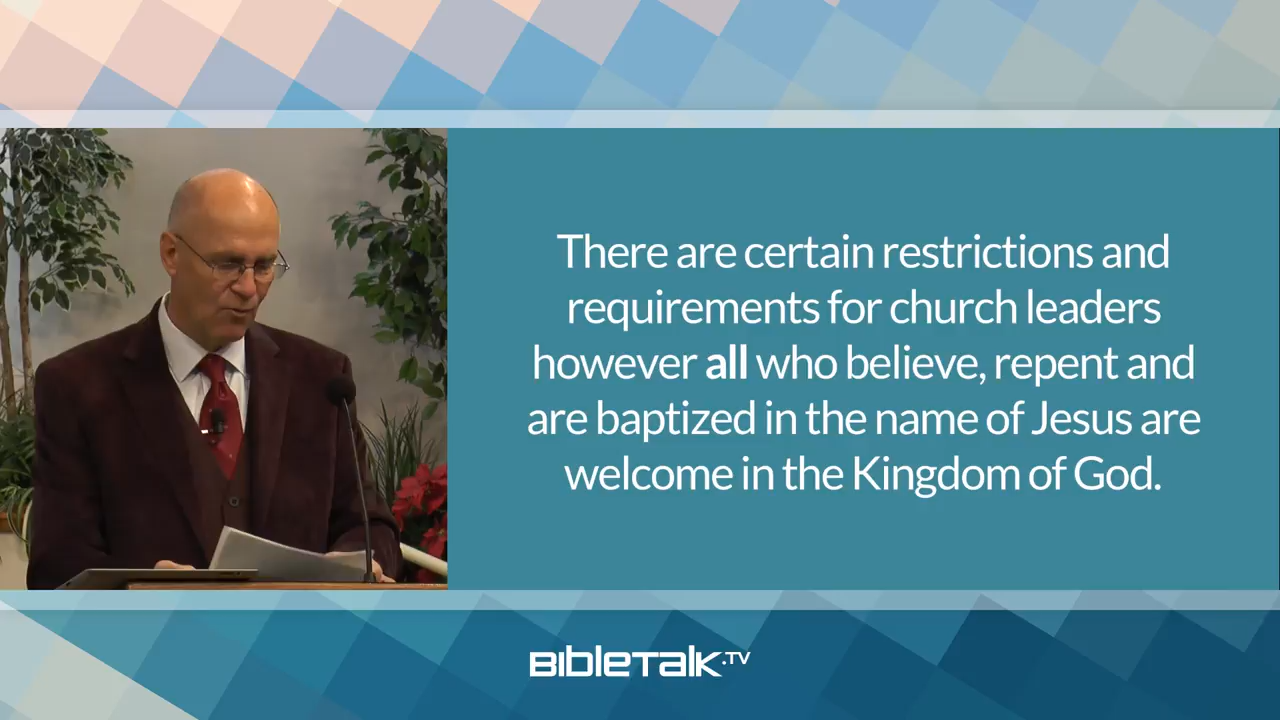 There are certain restrictions and
requirements for church leaders
however all who believe, repent and
are baptized in the name of Jesus are
welcome in the Kingdom of God.
BibleTalk.TV